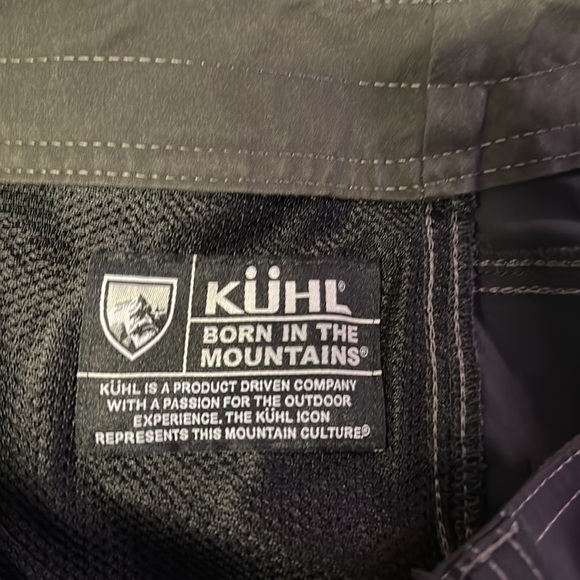 KÜHL®
BORN IN THE
MOUNTAINS®
KÜHL IS A PRODUCT DRIVEN COMPANY
WITH A PASSION FOR THE OUTDOOR
EXPERIENCE. THE KÜHL ICON
REPRESENTS THIS MOUNTAIN CULTURE®